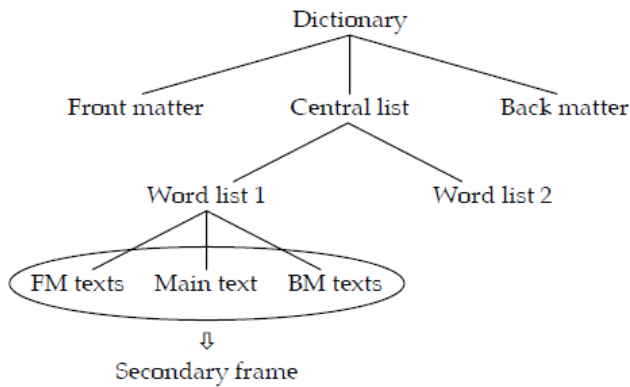 Dictionary
Front matter Central list Back matter
Word list 1 Word list 2
FM texts Main text BM texts
Secondary frame